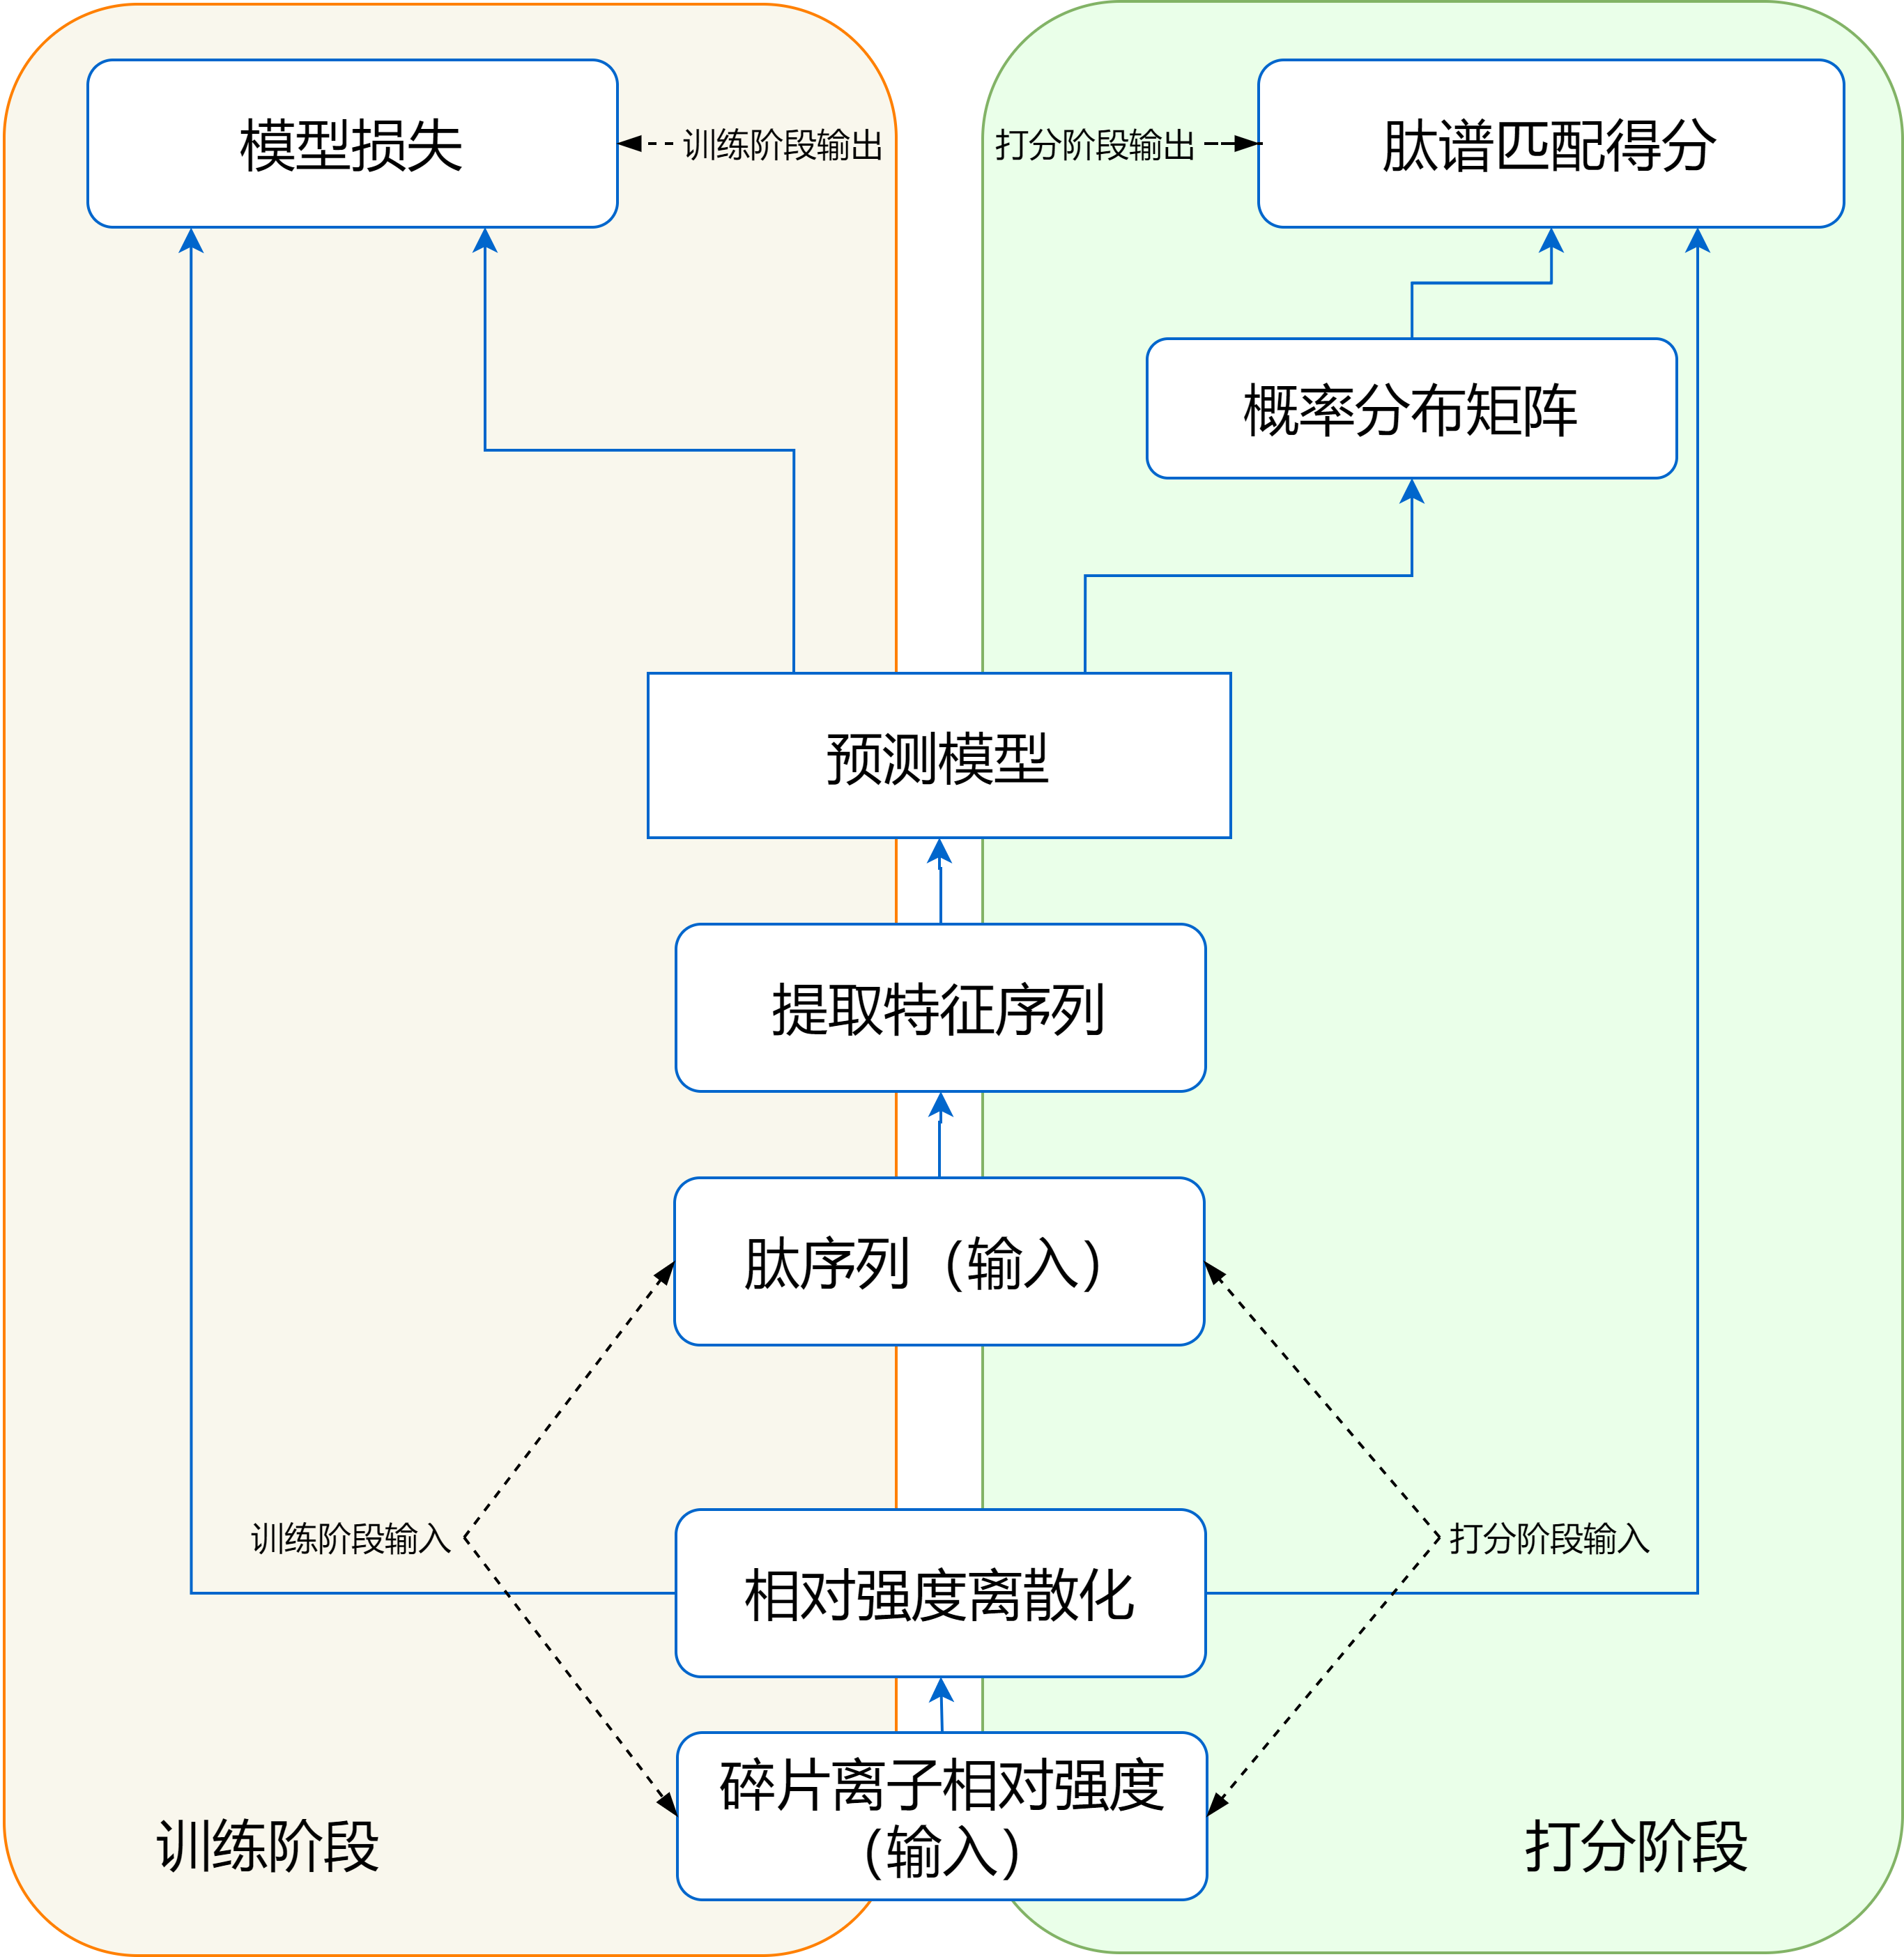 模型损失
训练阶段输出
打分阶段输出
肽谱匹配得分
概率分布矩阵
预测模型
提取特征序列
肽序列（输入）
训练阶段输入
打分阶段输入
相对强度离散化
碎片离子相对强度
（输入）
训练阶段
打分阶段